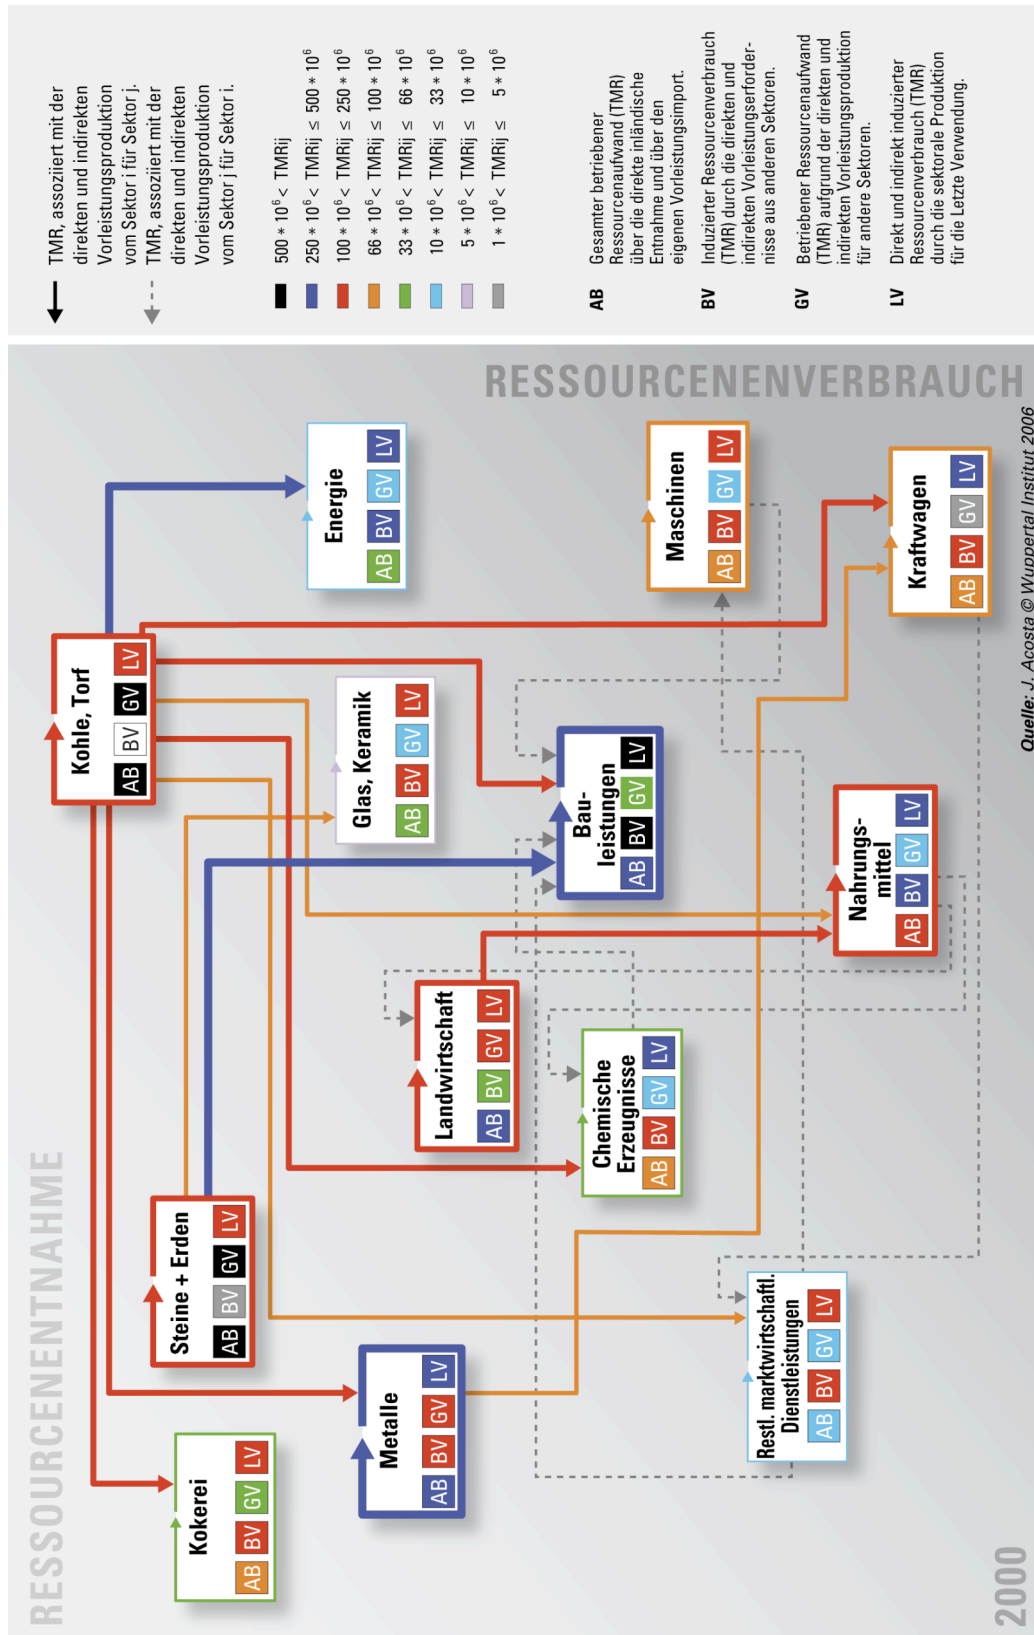 RESSOURCENENTNAHME
Kokerei
AB BV GV LV
Steine + Erden
AB BV GV LV
Kohle, Torf
AB BV GV LV
Metalle
AB BV GV LV
Landwirtschaft
AB BV GV LV
Glas, Keramik
AB BV GV LV
Energie
AB BV GV LV
Chemische
Erzeugnisse
AB BV GV LV
Bau-
leistungen
AB BV GV LV
Maschinen
AB BV GV LV
Restl. marktwirtschaftl.
Dienstleistungen
AB BV GV LV
Nahrungs-
mittel
AB BV GV LV
Kraftwagen
AB BV GV LV
RESSOURCENENVERBRAUCH
2000
Quelle: J. Acosta © Wuppertal Institut 2006
TMR, assoziiert mit der
direkten und indirekten
Vorleistungsproduktion
vom Sektor i für Sektor j.
TMR, assoziiert mit der
direkten und indirekten
Vorleistungsproduktion
vom Sektor j für Sektor i.
500 * 10⁶ < TMRij
250 * 10⁶ < TMRij ≤ 500 * 10⁶
100 * 10⁶ < TMRij ≤ 250 * 10⁶
66 * 10⁶ < TMRij ≤ 100 * 10⁶
33 * 10⁶ < TMRij ≤ 66 * 10⁶
10 * 10⁶ < TMRij ≤ 33 * 10⁶
5 * 10⁶ < TMRij ≤ 10 * 10⁶
1 * 10⁶ < TMRij ≤ 5 * 10⁶
AB Gesamter betriebener
Ressourcenaufwand (TMR)
über die direkte inländische
Entnahme und über den
eigenen Vorleistungsimport.
BV Induzierter Ressourcenverbrauch
(TMR) durch die direkten und
indirekten Vorleistungserforder-
nisse aus anderen Sektoren.
GV Betriebener Ressourcenaufwand
(TMR) aufgrund der direkten und
indirekten Vorleistungsproduktion
für andere Sektoren.
LV Direkt und indirekt induzierter
Ressourcenverbrauch (TMR)
durch die sektorale Produktion
für die Letzte Verwendung.